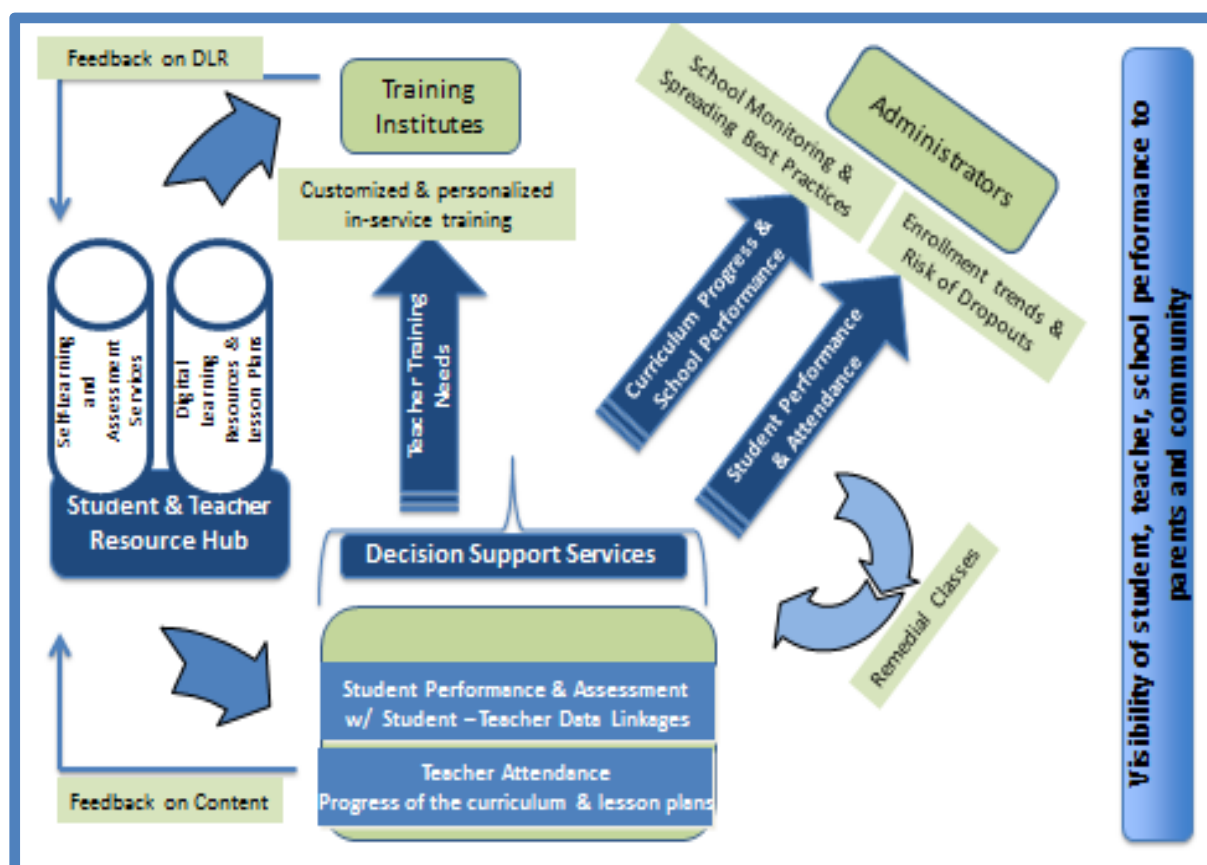 Feedback on DLR
Training
Institutes
Customized & personalized
in-service training
School Monitoring &
Spreading Best Practices
Administrators
Enrollment trends &
Risk of Dropouts
Self-Learning
and
Assessment
Services
Digital
Learning
Resources &
Lesson Plans
Student & Teacher
Resource Hub
Teacher Training
Needs
Curriculum Progress &
School Performance
Student Performance
& Attendance
Decision Support Services
Remedial Classes
Student Performance & Assessment
w/ Student – Teacher Data Linkages
Teacher Attendance
Progress of the curriculum & lesson plans
Feedback on Content
Visibility of student, teacher, school performance to
parents and community